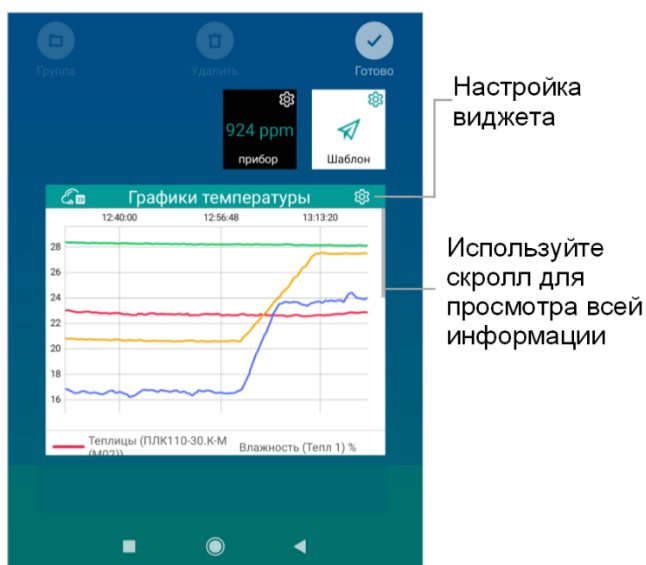 Группа
Удалить
Готово
924 ppm
прибор
Шаблон
Настройка
виджета
Графики температуры
12:40:00
12:56:48
13:13:20
28
26
24
22
20
18
16
Используйте
скролл для
просмотра всей
информации
Теплицы (ПЛК110-30.К-М
(М02))
Влажность (Тепл 1) %